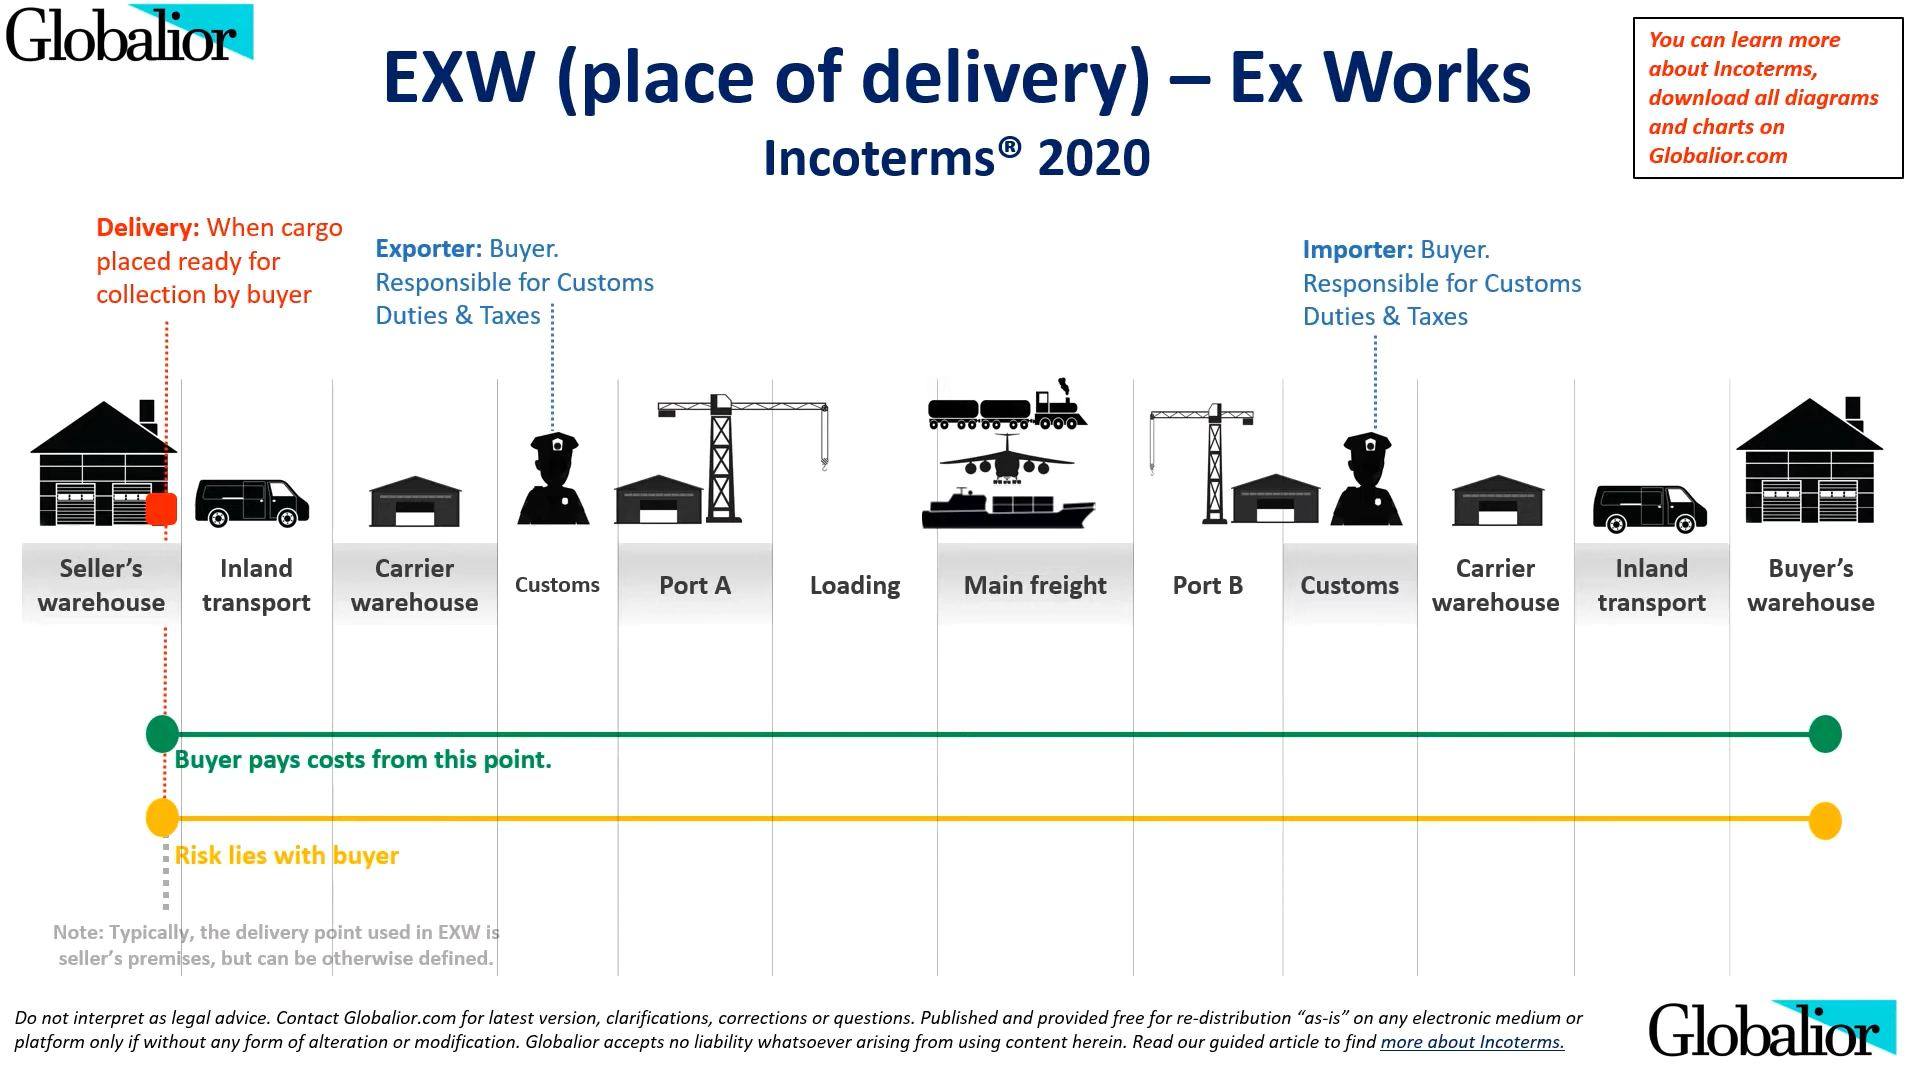 Globalior
EXW (place of delivery) – Ex Works
Incoterms® 2020
You can learn more
about Incoterms,
download all diagrams
and charts on
Globalior.com
Delivery: When cargo
placed ready for
collection by buyer
Exporter: Buyer.
Responsible for Customs
Duties & Taxes
Importer: Buyer.
Responsible for Customs
Duties & Taxes
Seller’s
warehouse
Inland
transport
Carrier
warehouse
Customs
Port A
Loading
Main freight
Port B
Customs
Carrier
warehouse
Inland
transport
Buyer’s
warehouse
Buyer pays costs from this point.
Risk lies with buyer
Note: Typically, the delivery point used in EXW is
seller’s premises, but can be otherwise defined.
Do not interpret as legal advice. Contact Globalior.com for latest version, clarifications, corrections or questions. Published and provided free for re-distribution “as-is” on any electronic medium or
platform only if without any form of alteration or modification. Globalior accepts no liability whatsoever arising from using content herein. Read our guided article to find more about Incoterms.
Globalior